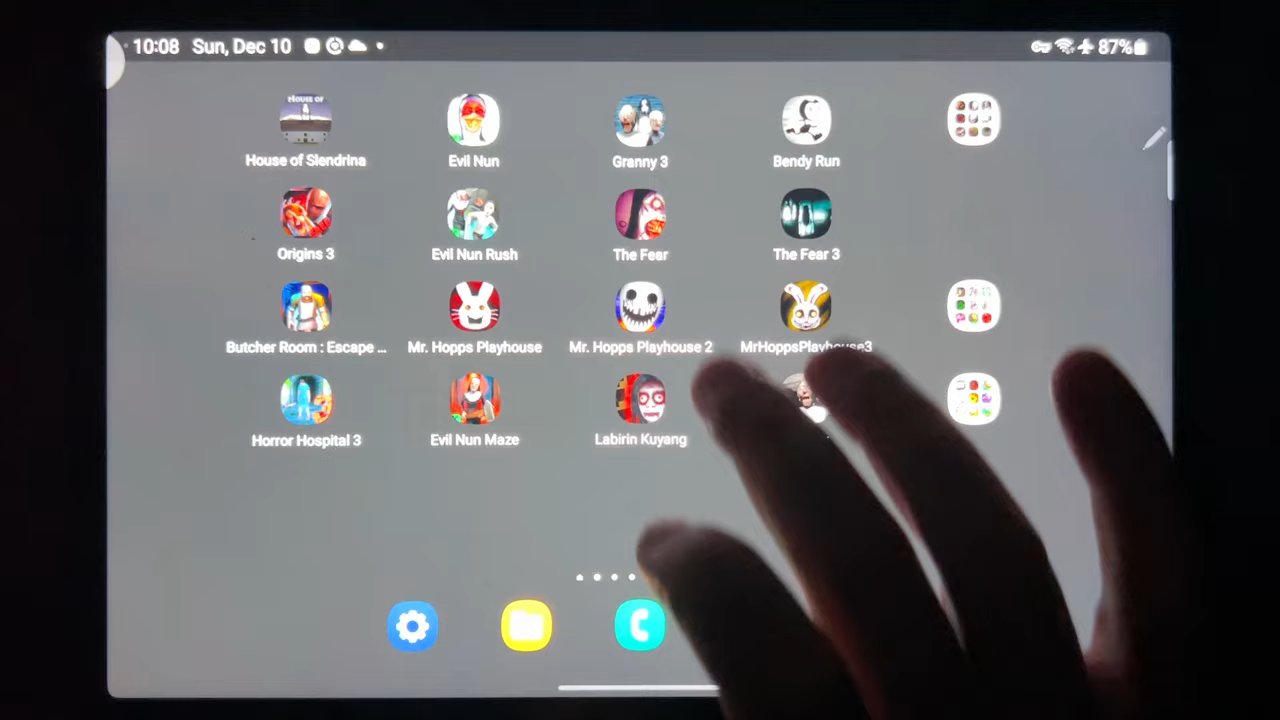 10:08 Sun, Dec 10 87%
House of Slendrina Evil Nun Granny 3 Bendy Run
Origins 3 Evil Nun Rush The Fear The Fear 3
Butcher Room : Escape ... Mr. Hopps Playhouse Mr. Hopps Playhouse 2 MrHoppsPlayhouse3
Horror Hospital 3 Evil Nun Maze Labirin Kuyang